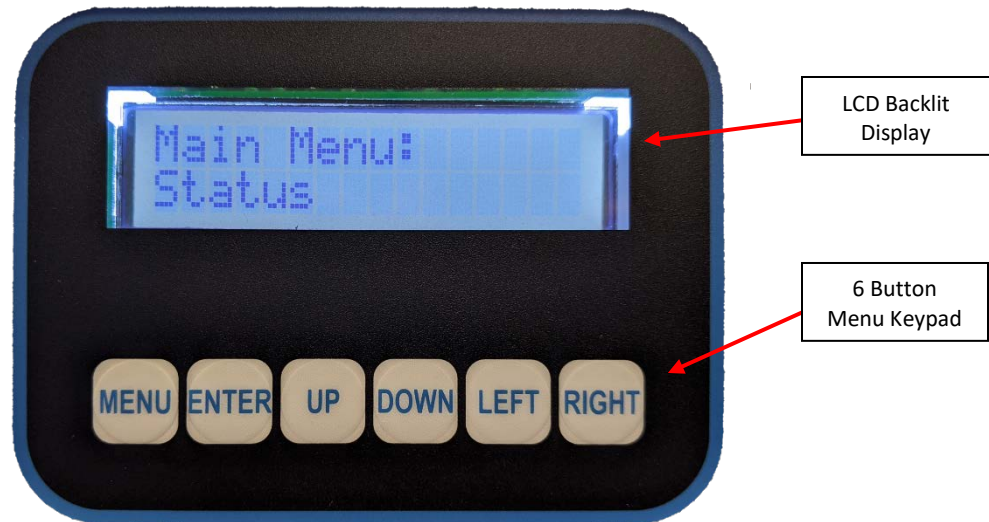 Main Menu:
Status
LCD Backlit
Display
6 Button
Menu Keypad
MENU ENTER UP DOWN LEFT RIGHT